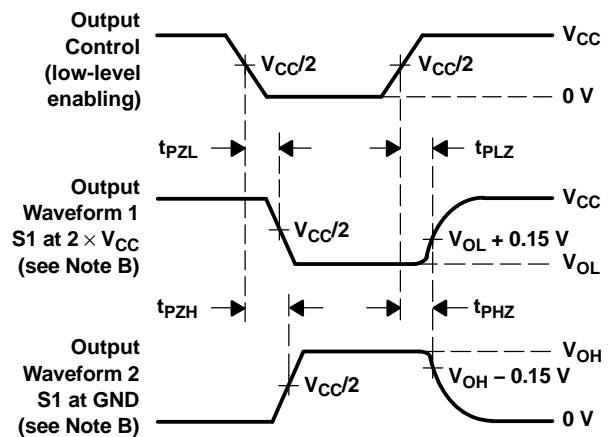 Output
Control
(low-level
enabling)
VCC/2
VCC/2
VCC
0 V
tPZL
tPLZ
Output
Waveform 1
S1 at 2 × VCC
(see Note B)
VCC/2
VCC
VOL + 0.15 V
VOL
tPZH
tPHZ
Output
Waveform 2
S1 at GND
(see Note B)
VCC/2
VOH
VOH – 0.15 V
0 V